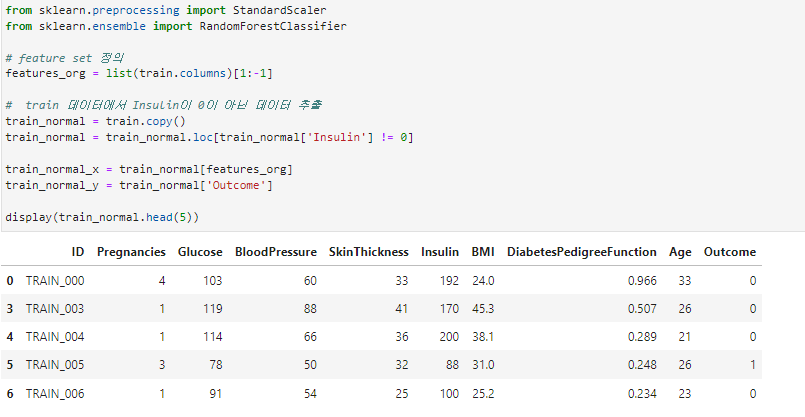 from sklearn.preprocessing import StandardScaler
from sklearn.ensemble import RandomForestClassifier
# feature set 정의
features_org = list(train.columns)[1:-1]
# train 데이터에서 Insulin이 0이 아닌 데이터 추출
train_normal = train.copy()
train_normal = train_normal.loc[train_normal['Insulin'] != 0]
train_normal_x = train_normal[features_org]
train_normal_y = train_normal['Outcome']
display(train_normal.head(5))
ID Pregnancies Glucose BloodPressure SkinThickness Insulin BMI DiabetesPedigreeFunction Age Outcome
0 TRAIN_000 4 103 60 33 192 24.0 0.966 33 0
3 TRAIN_003 1 119 88 41 170 45.3 0.507 26 0
4 TRAIN_004 1 114 66 36 200 38.1 0.289 21 0
5 TRAIN_005 3 78 50 32 88 31.0 0.248 26 1
6 TRAIN_006 1 91 54 25 100 25.2 0.234 23 0